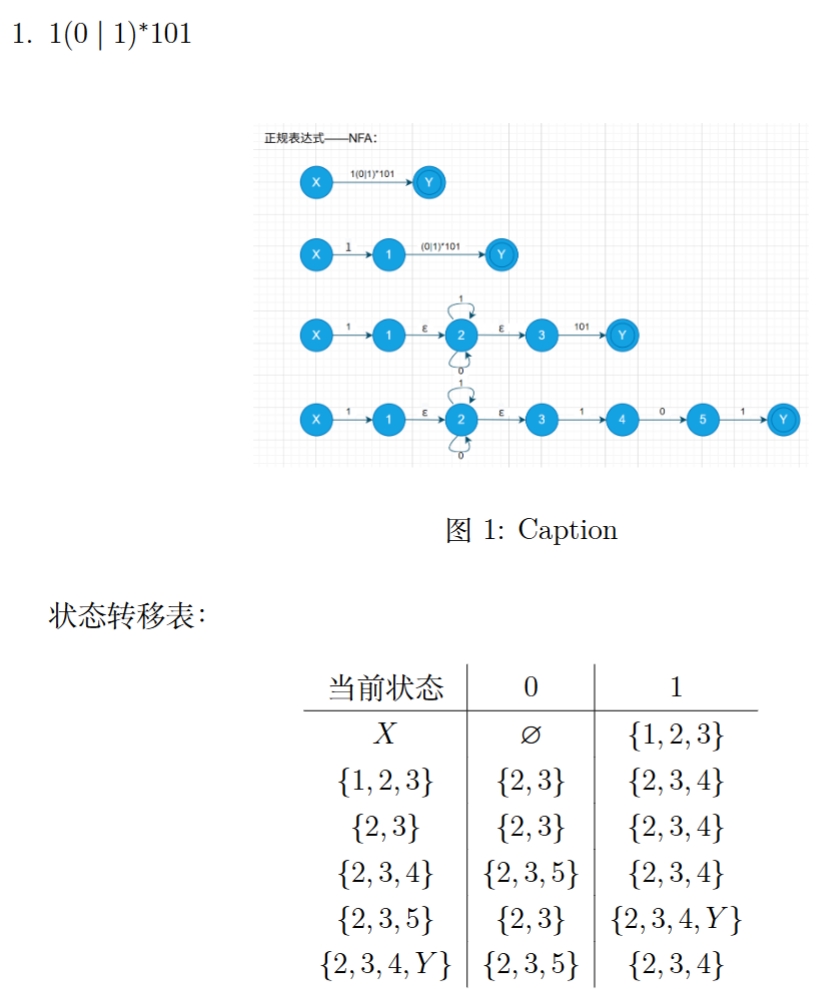 1. 1(0 | 1)*101
正规表达式——NFA：
X 1(0|1)*101 Y
X 1 1 (0|1)*101 Y
1
X 1 1 ε 2 ε 3 101 Y
0
1
X 1 1 ε 2 ε 3 1 4 0 5 1 Y
0
图 1: Caption
状态转移表：
当前状态 0 1
X ∅ {1, 2, 3}
{1, 2, 3} {2, 3} {2, 3, 4}
{2, 3} {2, 3} {2, 3, 4}
{2, 3, 4} {2, 3, 5} {2, 3, 4}
{2, 3, 5} {2, 3} {2, 3, 4, Y}
{2, 3, 4, Y} {2, 3, 5} {2, 3, 4}